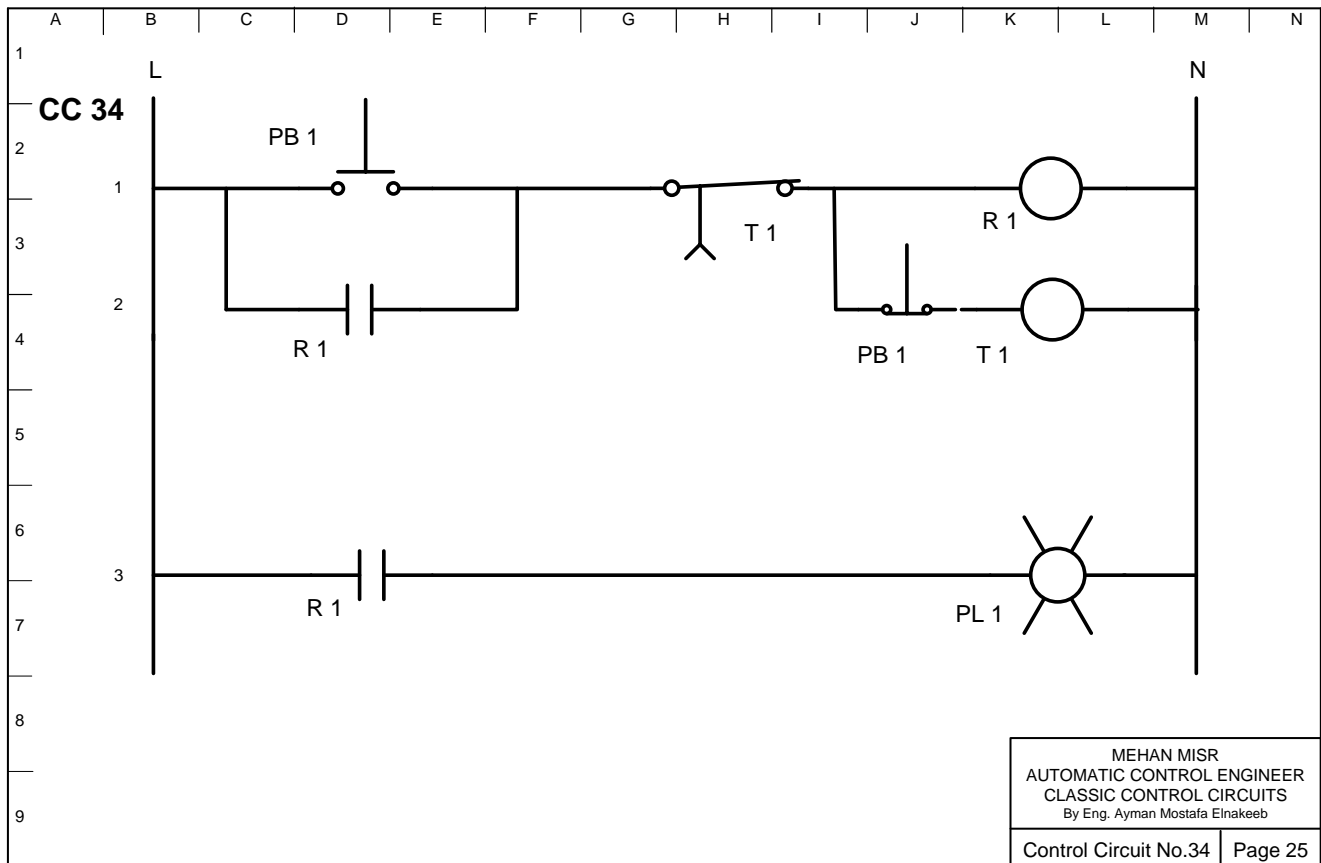 A B C D E F G H I J K L M N
1
L N
CC 34
2
PB 1
1
3
T 1
R 1
2
4
R 1
PB 1
T 1
5
6
3
R 1
PL 1
7
8
MEHAN MISR
AUTOMATIC CONTROL ENGINEER
CLASSIC CONTROL CIRCUITS
By Eng. Ayman Mostafa Elnakeeb
9
Control Circuit No.34 Page 25